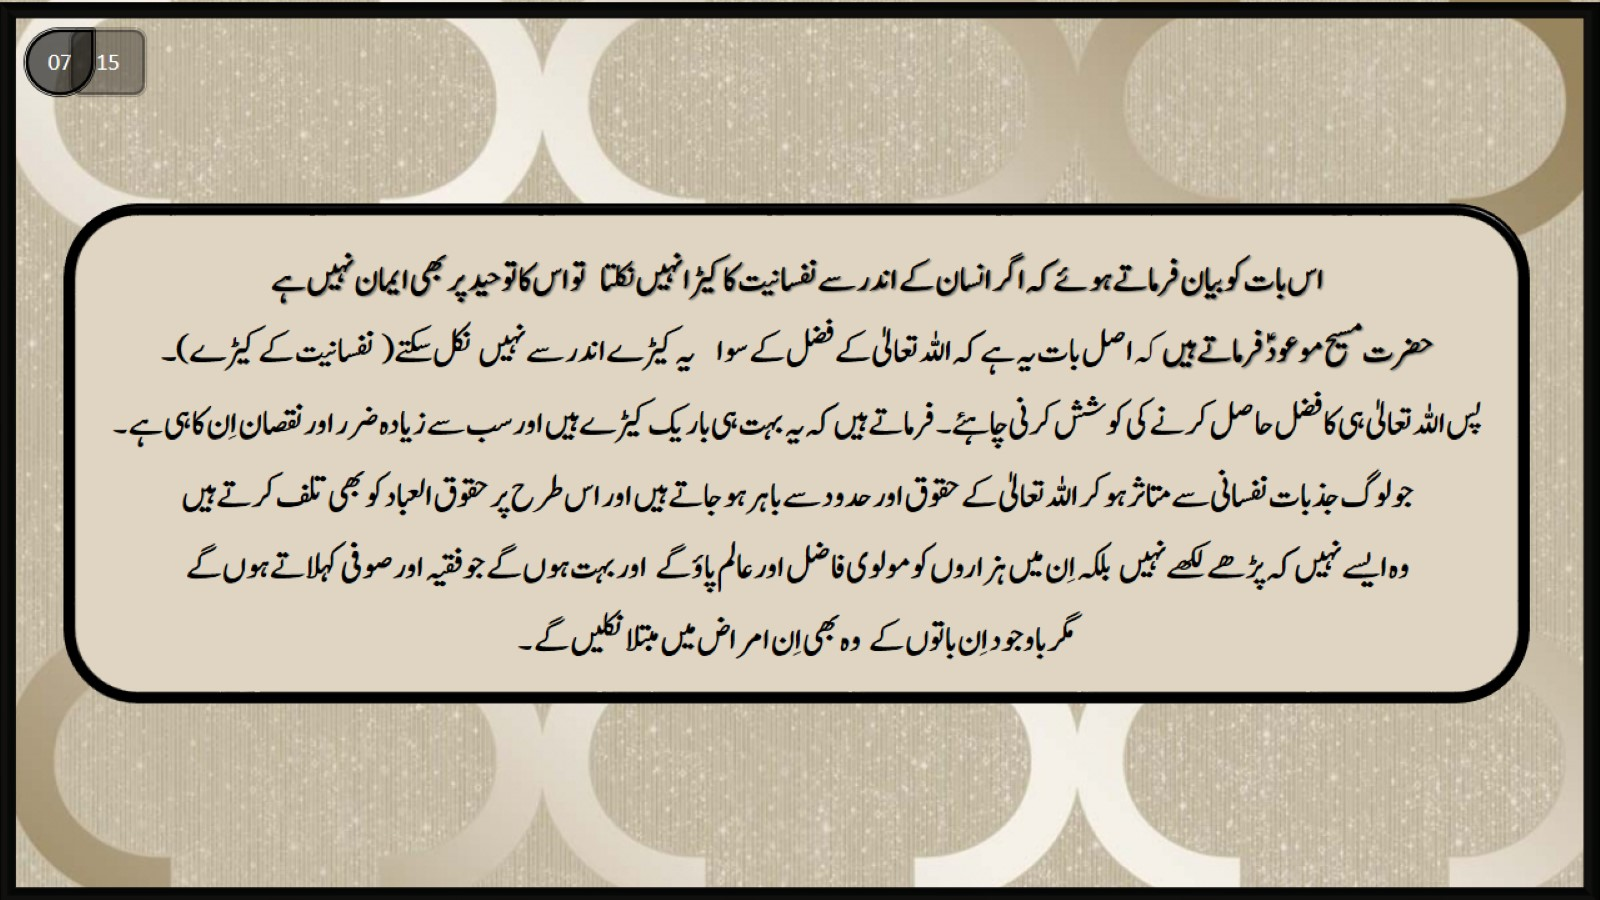 07 15
اس بات کو بیان فرماتے ہوئے کہ اگر انسان کے اندر سے نفسانیت کا کیڑا نہیں نکلتا تو اس کا توحید پر بھی ایمان نہیں ہے
حضرت مسیح موعودؑ فرماتے ہیں کہ اصل بات یہ ہے کہ اللہ تعالیٰ کے فضل کے سوا یہ کیڑے اندر سے نہیں نکل سکتے( نفسانیت کے کیڑے)۔
پس اللہ تعالیٰ ہی کا فضل حاصل کرنے کی کوشش کرنی چاہئے۔ فرماتے ہیں کہ یہ بہت ہی باریک کیڑے ہیں اور سب سے زیادہ ضرر اور نقصان اِن کا ہی ہے۔
جو لوگ جذبات نفسانی سے متاثر ہو کر اللہ تعالیٰ کے حقوق اور حدود سے باہر ہو جاتے ہیں اور اس طرح پر حقوق العباد کو بھی تلف کرتے ہیں
وہ ایسے نہیں کہ پڑھے لکھے نہیں بلکہ اِن میں ہزاروں کو مولوی فاضل اور عالم پاؤ گے اور بہت ہوں گے جو فقیہ اور صوفی کہلاتے ہوں گے
مگر باوجود اِن باتوں کے وہ بھی اِن امراض میں مبتلا نکلیں گے۔